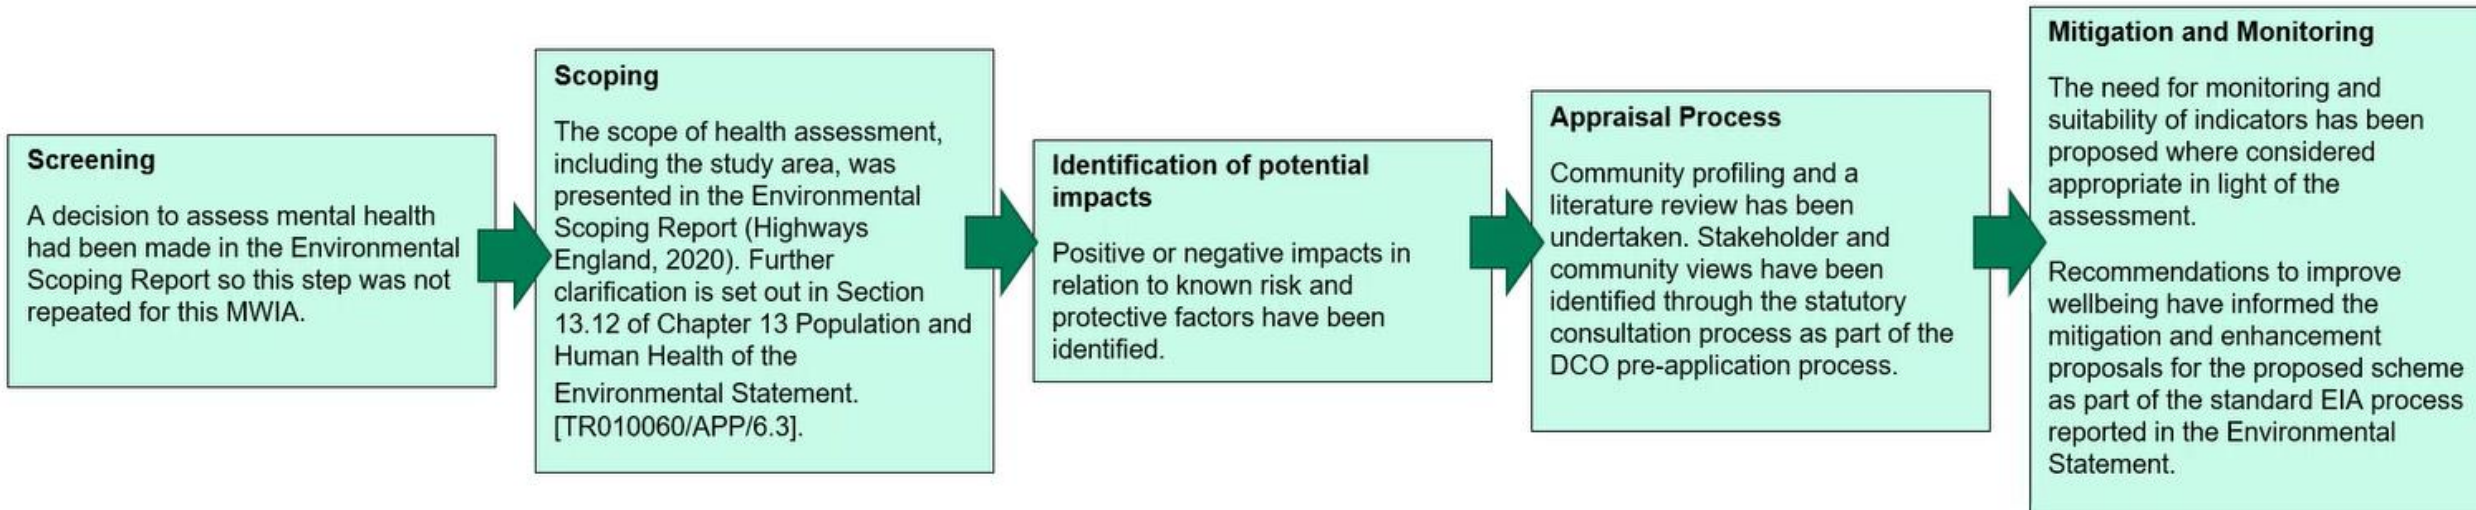 Screening
A decision to assess mental health
had been made in the Environmental
Scoping Report so this step was not
repeated for this MWIA.
Scoping
The scope of health assessment,
including the study area, was
presented in the Environmental
Scoping Report (Highways
England, 2020). Further
clarification is set out in Section
13.12 of Chapter 13 Population and
Human Health of the
Environmental Statement.
[TR010060/APP/6.3].
Identification of potential
impacts
Positive or negative impacts in
relation to known risk and
protective factors have been
identified.
Appraisal Process
Community profiling and a
literature review has been
undertaken. Stakeholder and
community views have been
identified through the statutory
consultation process as part of the
DCO pre-application process.
Mitigation and Monitoring
The need for monitoring and
suitability of indicators has been
proposed where considered
appropriate in light of the
assessment.
Recommendations to improve
wellbeing have informed the
mitigation and enhancement
proposals for the proposed scheme
as part of the standard EIA process
reported in the Environmental
Statement.